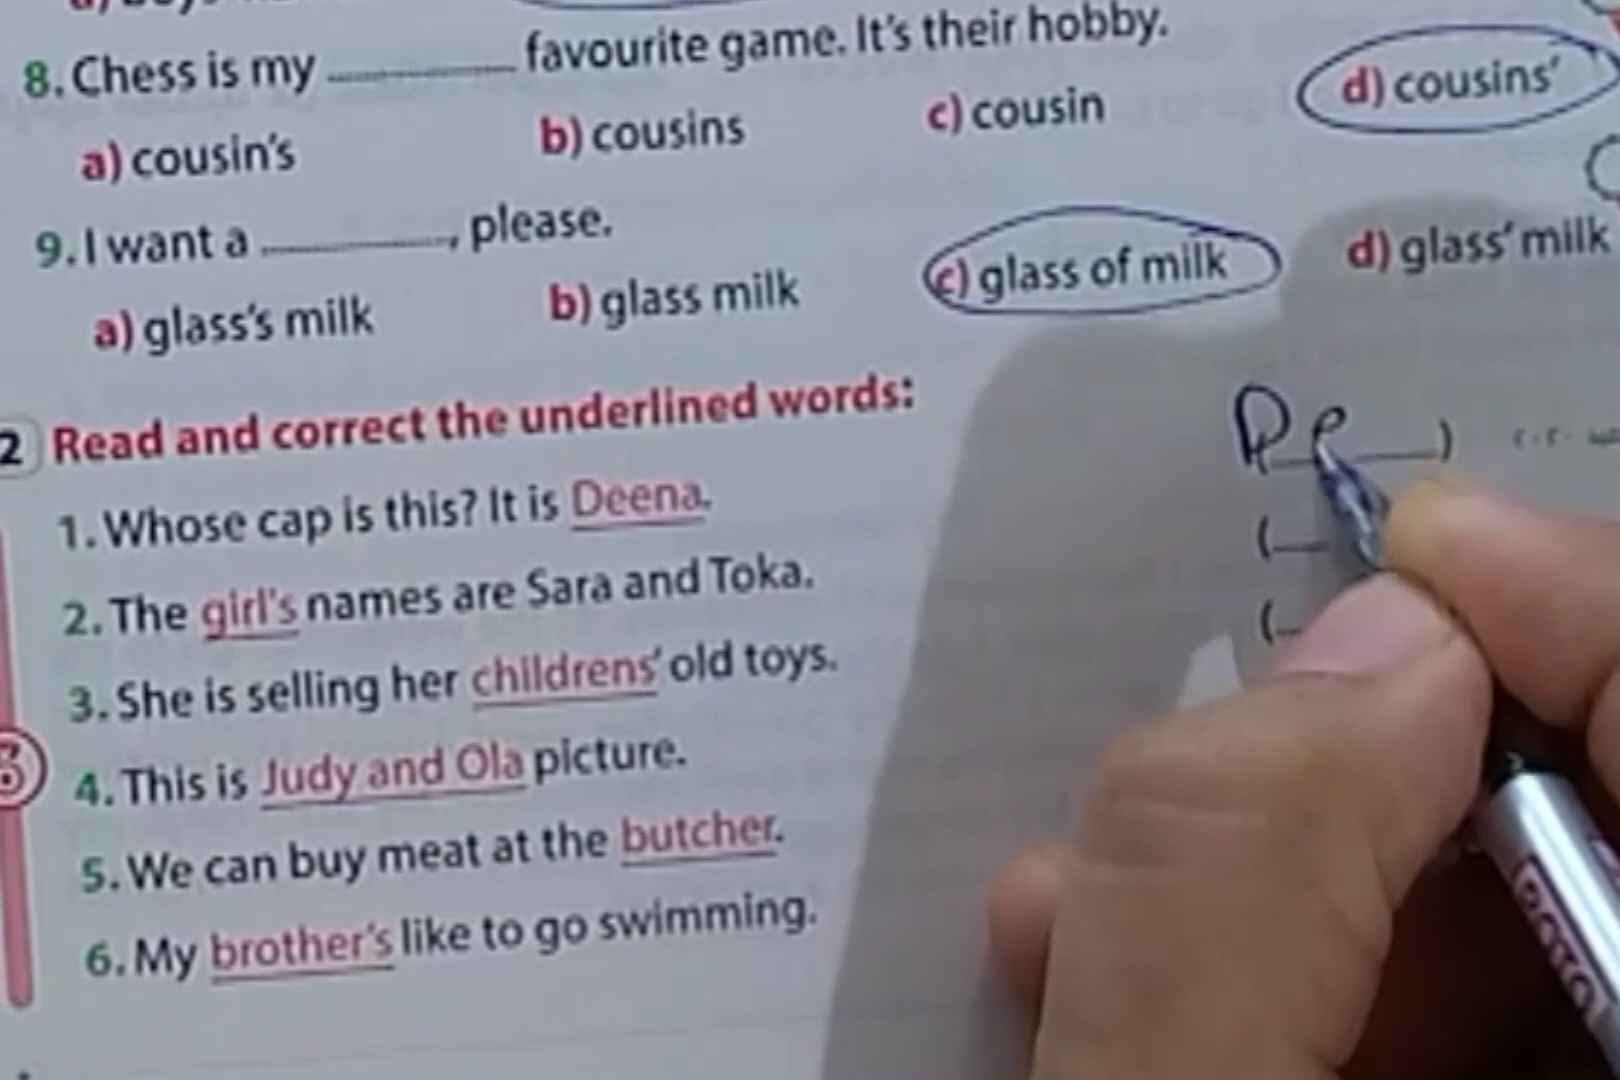 8. Chess is my ______ favourite game. It's their hobby.
a) cousin's b) cousins c) cousin d) cousins'
9. I want a ______, please.
a) glass's milk b) glass milk c) glass of milk d) glass' milk
2 Read and correct the underlined words:
De____)
1. Whose cap is this? It is Deena.
2. The girl's names are Sara and Toka.
3. She is selling her childrens' old toys.
4. This is Judy and Ola picture.
5. We can buy meat at the butcher.
6. My brother's like to go swimming.